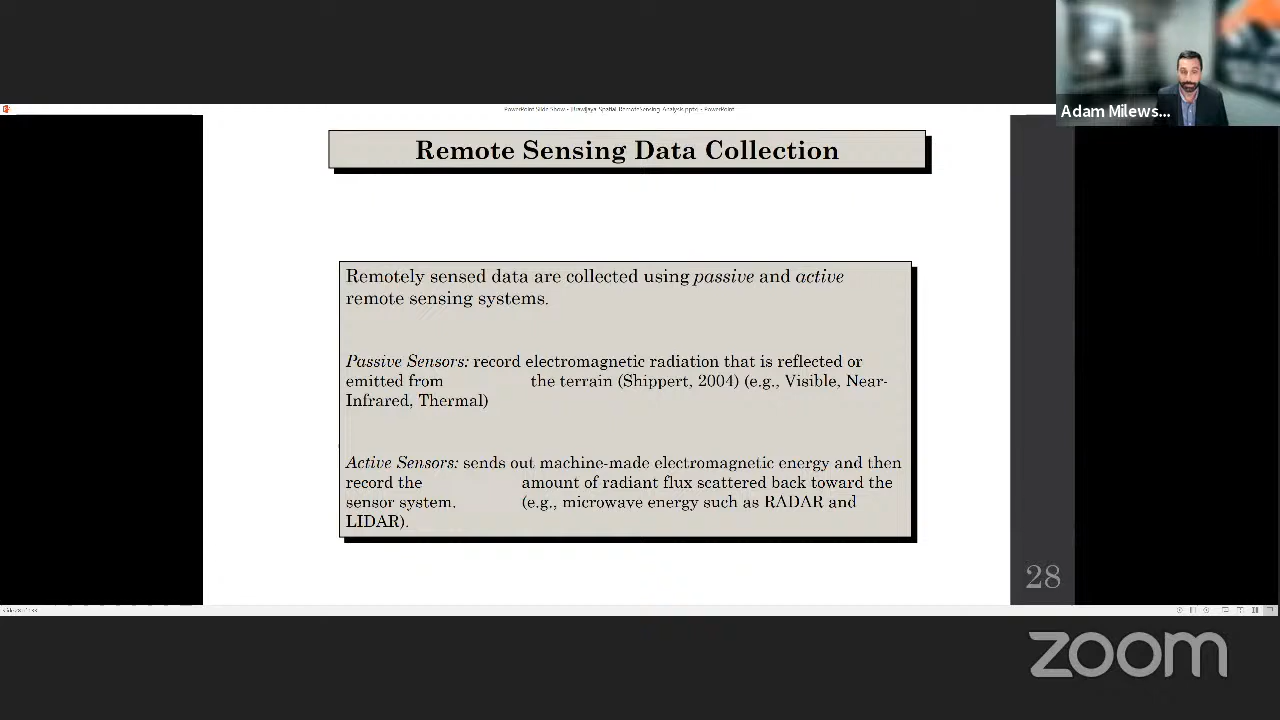 Adam Milews...
Remote Sensing Data Collection
Remotely sensed data are collected using passive and active
remote sensing systems.
Passive Sensors: record electromagnetic radiation that is reflected or
emitted from the terrain (Shippert, 2004) (e.g., Visible, Near-
Infrared, Thermal)
Active Sensors: sends out machine-made electromagnetic energy and then
record the amount of radiant flux scattered back toward the
sensor system. (e.g., microwave energy such as RADAR and
LIDAR).
28
zoom